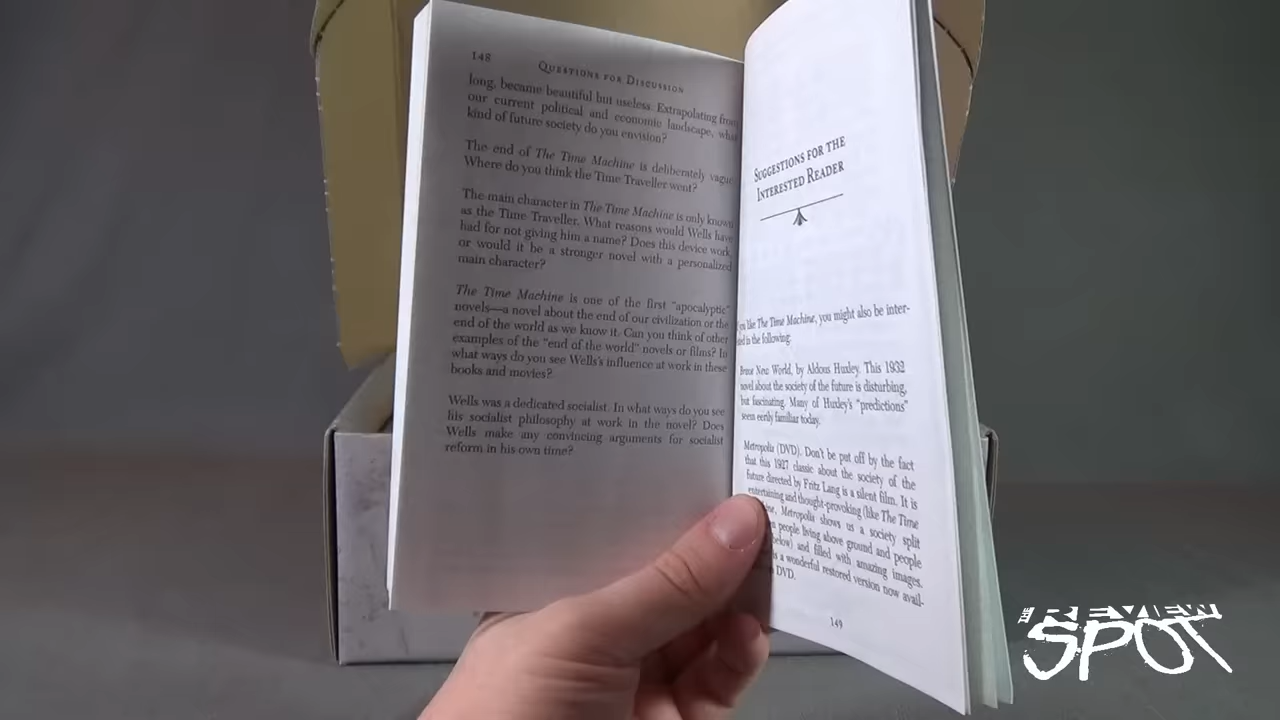 148
QUESTIONS FOR DISCUSSION
long, became beautiful but useless. Extrapolating from
our current political and economic landscape, what
kind of future society do you envision?
The end of The Time Machine is deliberately vague
Where do you think the Time Traveller went?
The main character in The Time Machine is only known
as the Time Traveller. What reasons would Wells have
had for not giving him a name? Does this device work,
or would it be a stronger novel with a personalized
main character?
The Time Machine is one of the first "apocalyptic"
novels—a novel about the end of our civilization or the
end of the world as we know it. Can you think of other
examples of the "end of the world" novels or films? In
what ways do you see Wells's influence at work in these
books and movies?
Wells was a dedicated socialist. In what ways do you see
his socialist philosophy at work in the novel? Does
Wells make any convincing arguments for socialist
reform in his own time?
SUGGESTIONS FOR THE
INTERESTED READER
you like The Time Machine, you might also be inter-
in the following:
Brave New World, by Aldous Huxley. This 1932
novel about the society of the future is disturbing,
but fascinating. Many of Huxley's "predictions"
seem eerily familiar today.
Metropolis (DVD). Don't be put off by the fact
that this 1927 classic about the society of the
future directed by Fritz Lang is a silent film. It is
entertaining and thought-provoking (like The Time
Metropolis shows us a society split
people living above ground and people
below) and filled with amazing images.
is a wonderful restored version now avail-
DVD.
149
THE REVIEW
SPOT